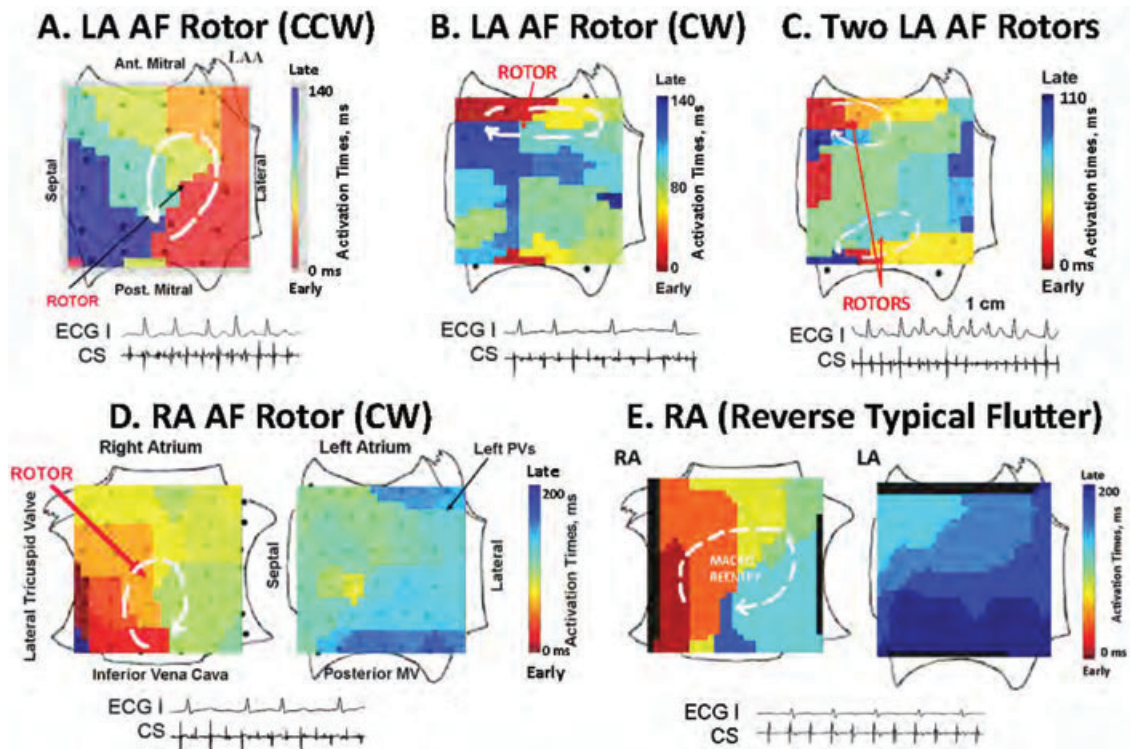 A. LA AF Rotor (CCW)
Ant. Mitral
LAA
Late
140
Septal
Lateral
Activation Times, ms
0 ms
Early
Post. Mitral
ROTOR
ECG I
CS
B. LA AF Rotor (CW)
ROTOR
Late
140
80
Activation Times, ms
0
Early
ECG I
CS
C. Two LA AF Rotors
Late
110
Activation times, ms
0 ms
Early
ROTORS
1 cm
ECG I
CS
D. RA AF Rotor (CW)
Right Atrium
Left Atrium
Left PVs
ROTOR
Late
200
Lateral Tricuspid Valve
Septal
Lateral
Activation Times, ms
0 ms
Early
Inferior Vena Cava
Posterior MV
ECG I
CS
E. RA (Reverse Typical Flutter)
RA
LA
Late
200
MACRO
REENTRY
Activation Times, ms
0 ms
Early
ECG I
CS